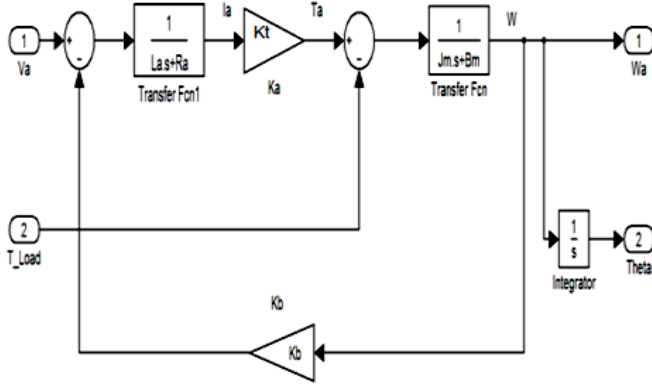 1
Va
+
-
1
La.s+Ra
Transfer Fcn1
Ia
Kt
Ka
Ta
+
-
1
Jm.s+Bm
Transfer Fcn
W
1
Wa
2
T_Load
1
s
Integrator
2
Theta
Kb
Kb